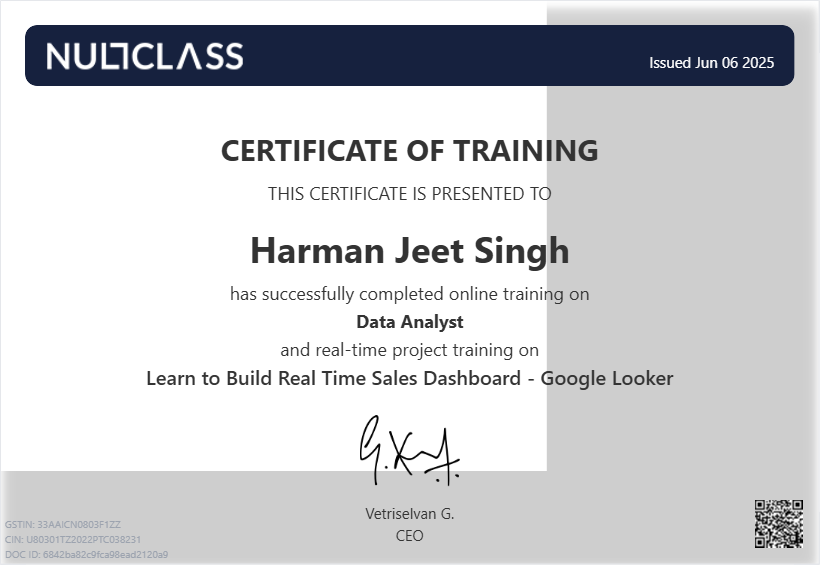 NULLCLASS
Issued Jun 06 2025
CERTIFICATE OF TRAINING
THIS CERTIFICATE IS PRESENTED TO
Harman Jeet Singh
has successfully completed online training on
Data Analyst
and real-time project training on
Learn to Build Real Time Sales Dashboard - Google Looker
Vetriselvan G.
CEO
GSTIN: 33AAICN0803F1ZZ
CIN: U80301TZ2022PTC038231
DOC ID: 6842ba82c9fca98ead2120a9